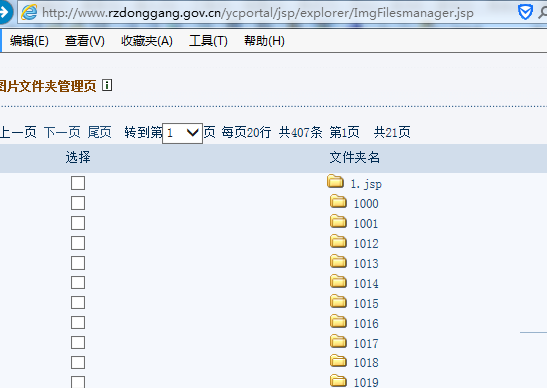 http://www.rzdonggang.gov.cn/ycportal/jsp/explorer/ImgFilesmanager.jsp
编辑(E) 查看(V) 收藏夹(A) 工具(T) 帮助(H)
图片文件夹管理页
上一页 下一页 尾页 转到第 1 页 每页20行 共407条 第1页 共21页
选择 文件夹名
1.jsp
1000
1001
1012
1013
1014
1015
1016
1017
1018
1019